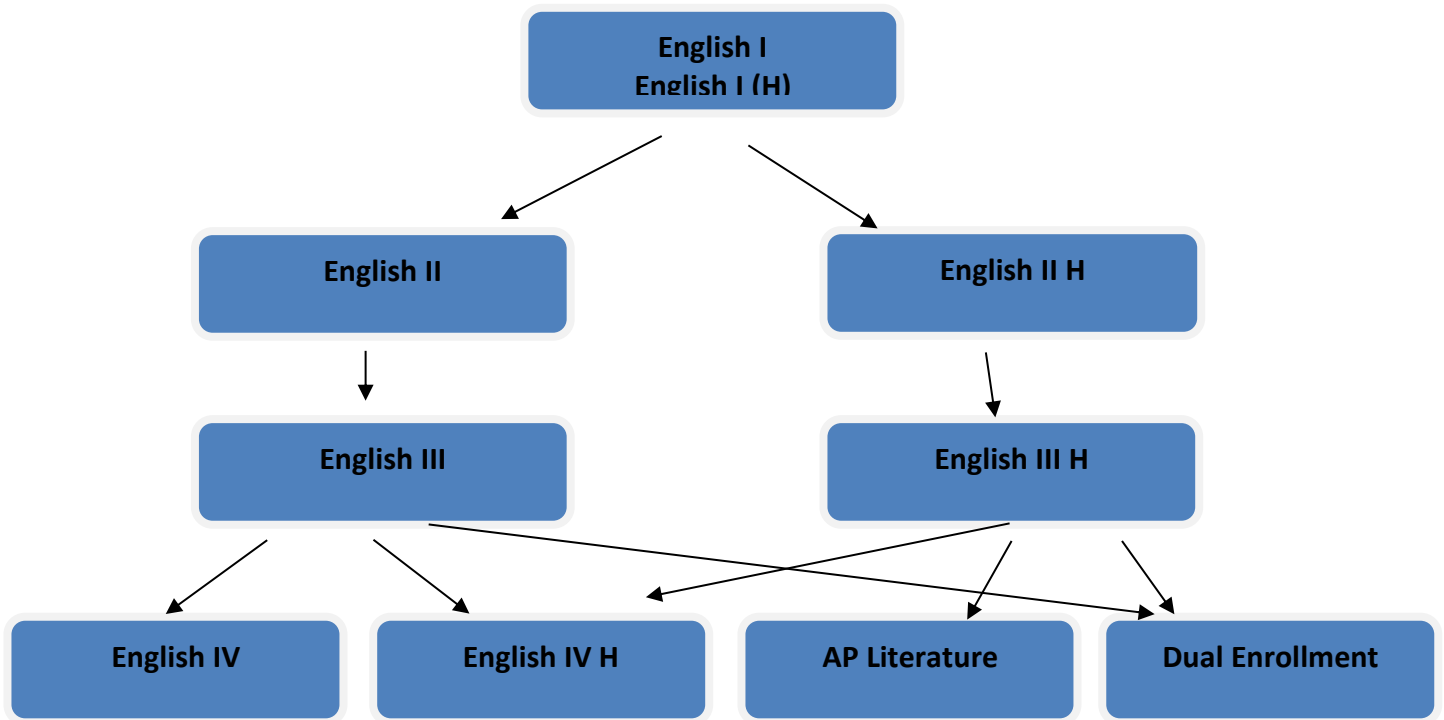 English I
English I (H)
English II
English II H
English III
English III H
English IV
English IV H
AP Literature
Dual Enrollment